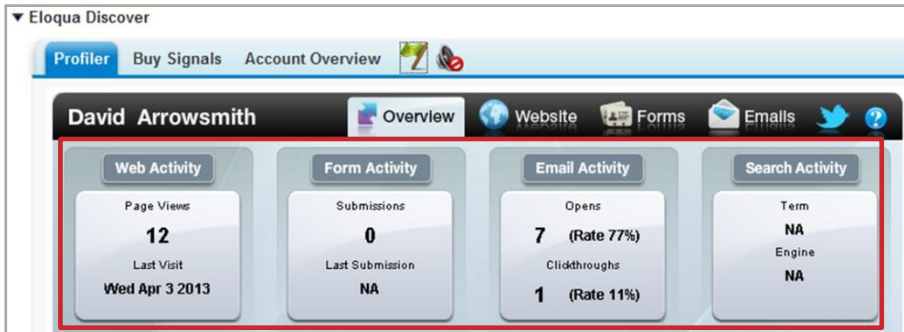 Eloqua Discover
Profiler Buy Signals Account Overview
David Arrowsmith Overview Website Forms Emails ?
Web Activity Form Activity Email Activity Search Activity
Page Views Submissions Opens Term
12 0 7 (Rate 77%) NA
Last Visit Last Submission Clickthroughs Engine
Wed Apr 3 2013 NA 1 (Rate 11%) NA